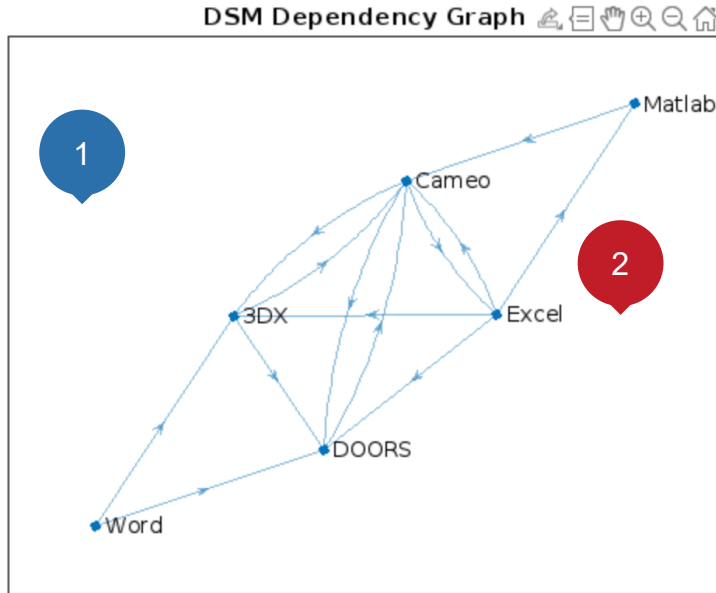 DSM Dependency Graph
Matlab
1
Cameo
2
3DX
Excel
DOORS
Word